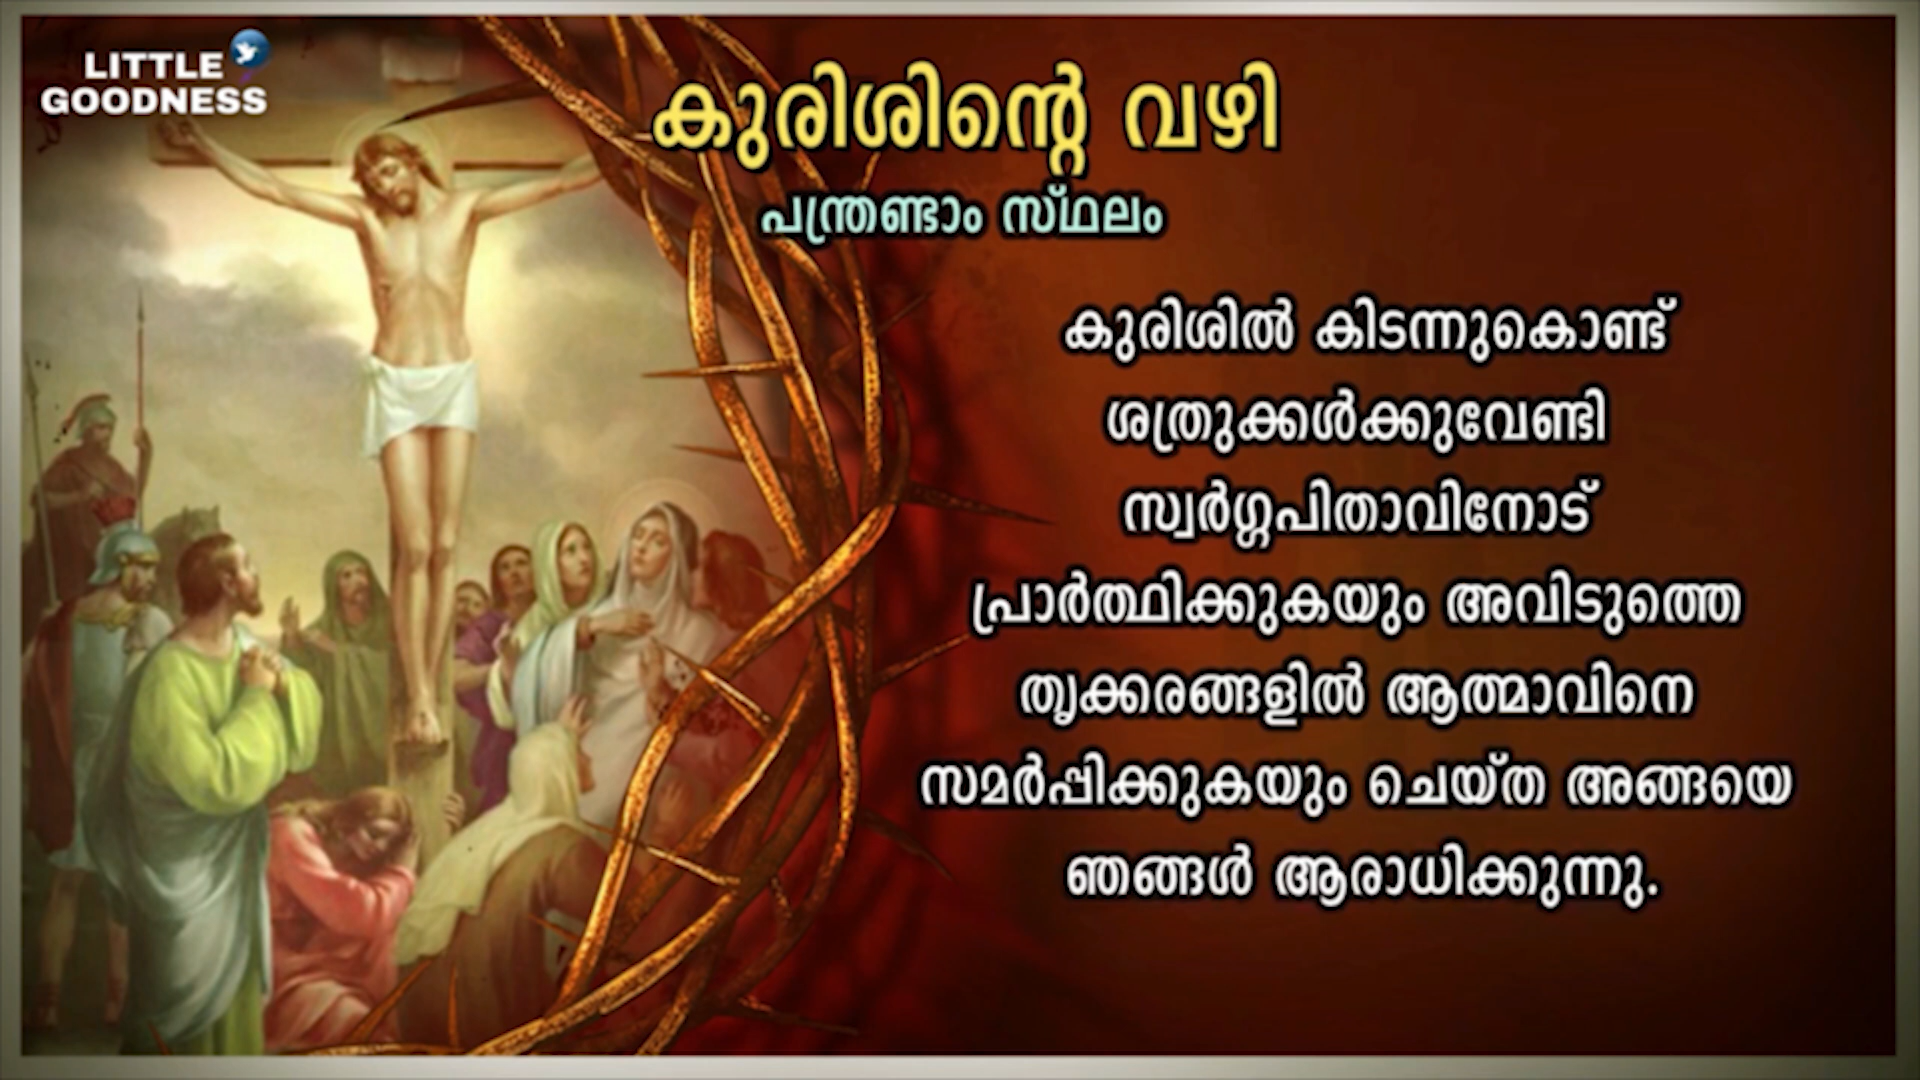 LITTLE
GOODNESS
കുരിശിന്റെ വഴി
പന്ത്രണ്ടാം സ്ഥലം
കുരിശിൽ കിടന്നുകൊണ്ട്
ശത്രുക്കൾക്കുവേണ്ടി
സ്വർഗ്ഗപിതാവിനോട്
പ്രാർത്ഥിക്കുകയും അവിടുത്തെ
തൃക്കരങ്ങളിൽ ആത്മാവിനെ
സമർപ്പിക്കുകയും ചെയ്ത അങ്ങയെ
ഞങ്ങൾ ആരാധിക്കുന്നു.